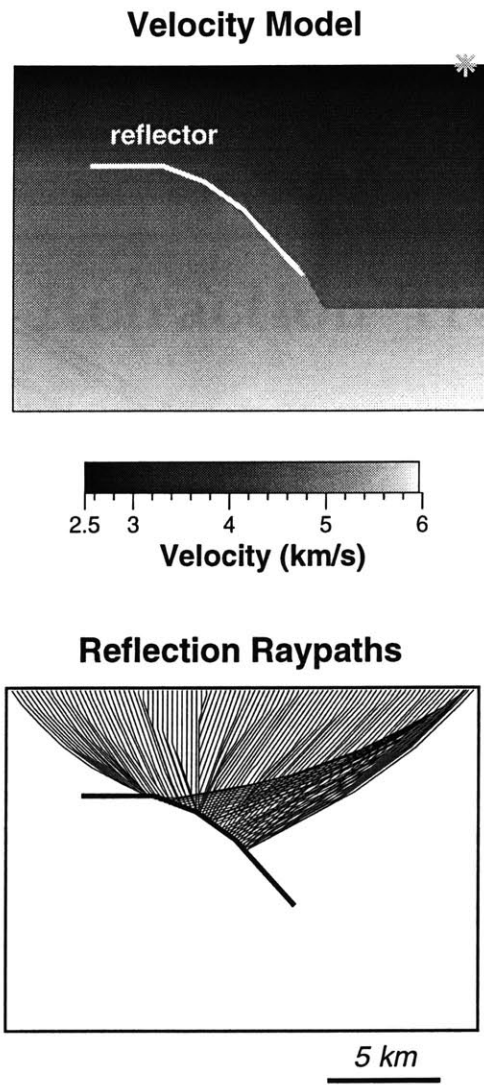 Velocity Model
reflector
2.5 3 4 5 6
Velocity (km/s)
Reflection Raypaths
5 km